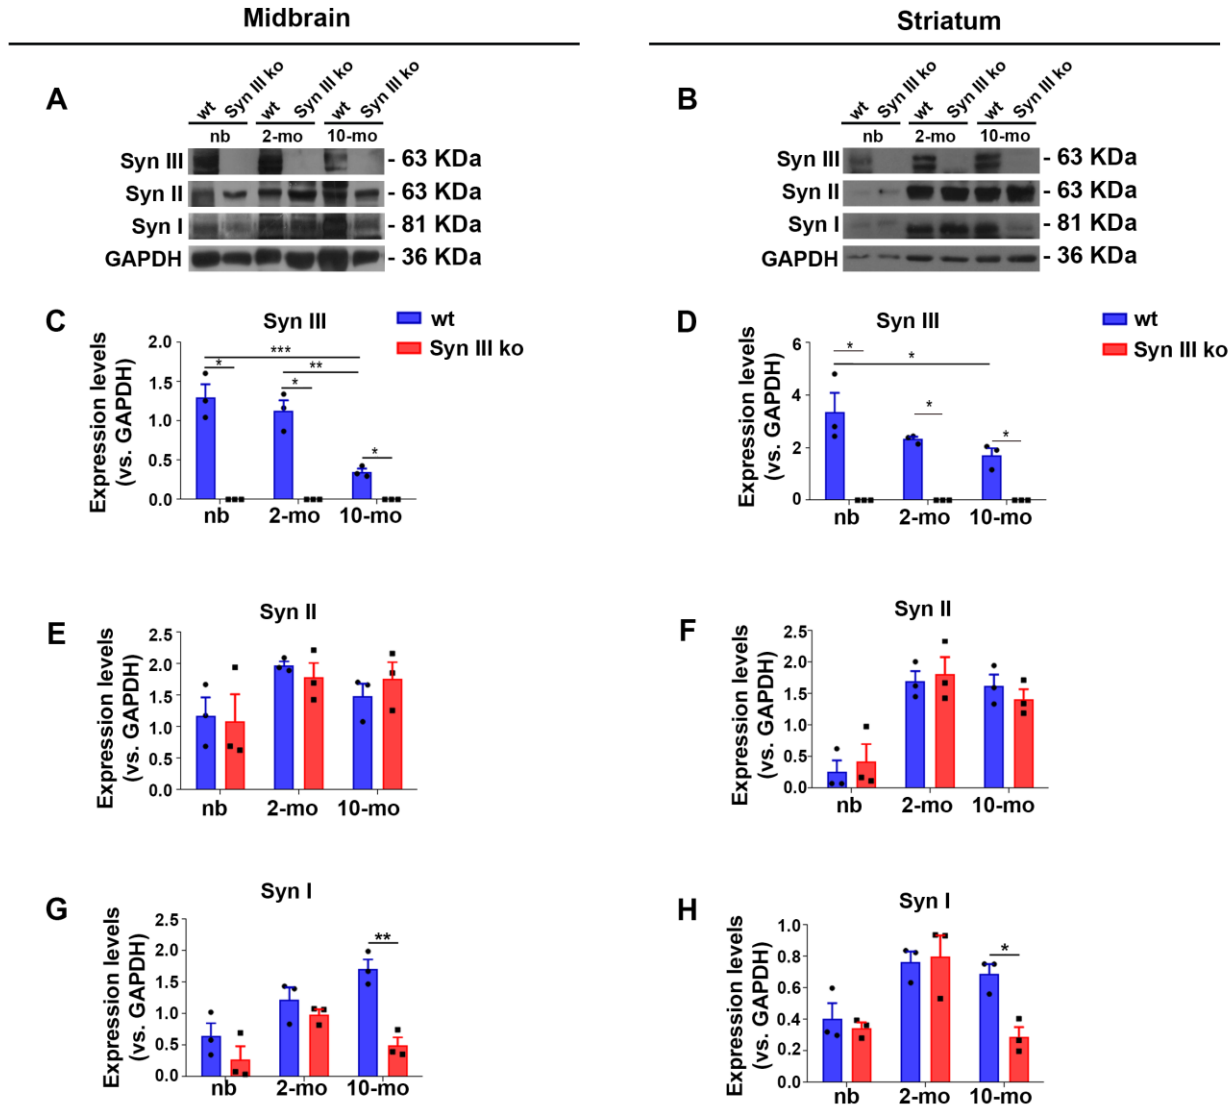 Midbrain
Striatum
A
wt Syn III ko wt Syn III ko wt Syn III ko
nb 2-mo 10-mo
Syn III - 63 KDa
Syn II - 63 KDa
Syn I - 81 KDa
GAPDH - 36 KDa
B
wt Syn III ko wt Syn III ko wt Syn III ko
nb 2-mo 10-mo
Syn III - 63 KDa
Syn II - 63 KDa
Syn I - 81 KDa
GAPDH - 36 KDa
C
Syn III
wt
Syn III ko
Expression levels
(vs. GAPDH)
2.0
1.5
1.0
0.5
0.0
***
*
**
*
*
nb 2-mo 10-mo
D
Syn III
wt
Syn III ko
Expression levels
(vs. GAPDH)
6
4
2
0
*
*
*
*
nb 2-mo 10-mo
E
Syn II
Expression levels
(vs. GAPDH)
2.5
2.0
1.5
1.0
0.5
0.0
nb 2-mo 10-mo
F
Syn II
Expression levels
(vs. GAPDH)
2.5
2.0
1.5
1.0
0.5
0.0
nb 2-mo 10-mo
G
Syn I
Expression levels
(vs. GAPDH)
2.5
2.0
1.5
1.0
0.5
0.0
**
nb 2-mo 10-mo
H
Syn I
Expression levels
(vs. GAPDH)
1.0
0.8
0.6
0.4
0.2
0.0
*
nb 2-mo 10-mo